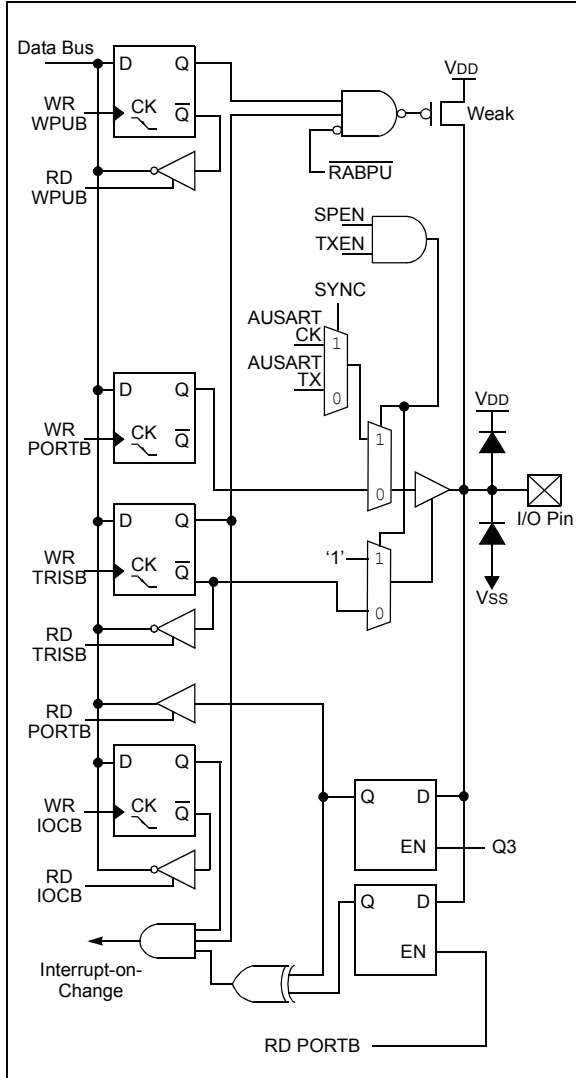 Data Bus
D Q
VDD
WR
WPUB
CK Q
Weak
RABPU
RD
WPUB
SPEN
TXEN
SYNC
AUSART
CK
1
AUSART
TX
0
D Q
VDD
WR
PORTB
CK Q
1
0
I/O Pin
D Q
'1'
1
WR
TRISB
CK Q
VSS
0
RD
TRISB
RD
PORTB
D Q
Q D
WR
IOCB
CK Q
EN
Q3
RD
IOCB
Q D
EN
Interrupt-on-
Change
RD PORTB